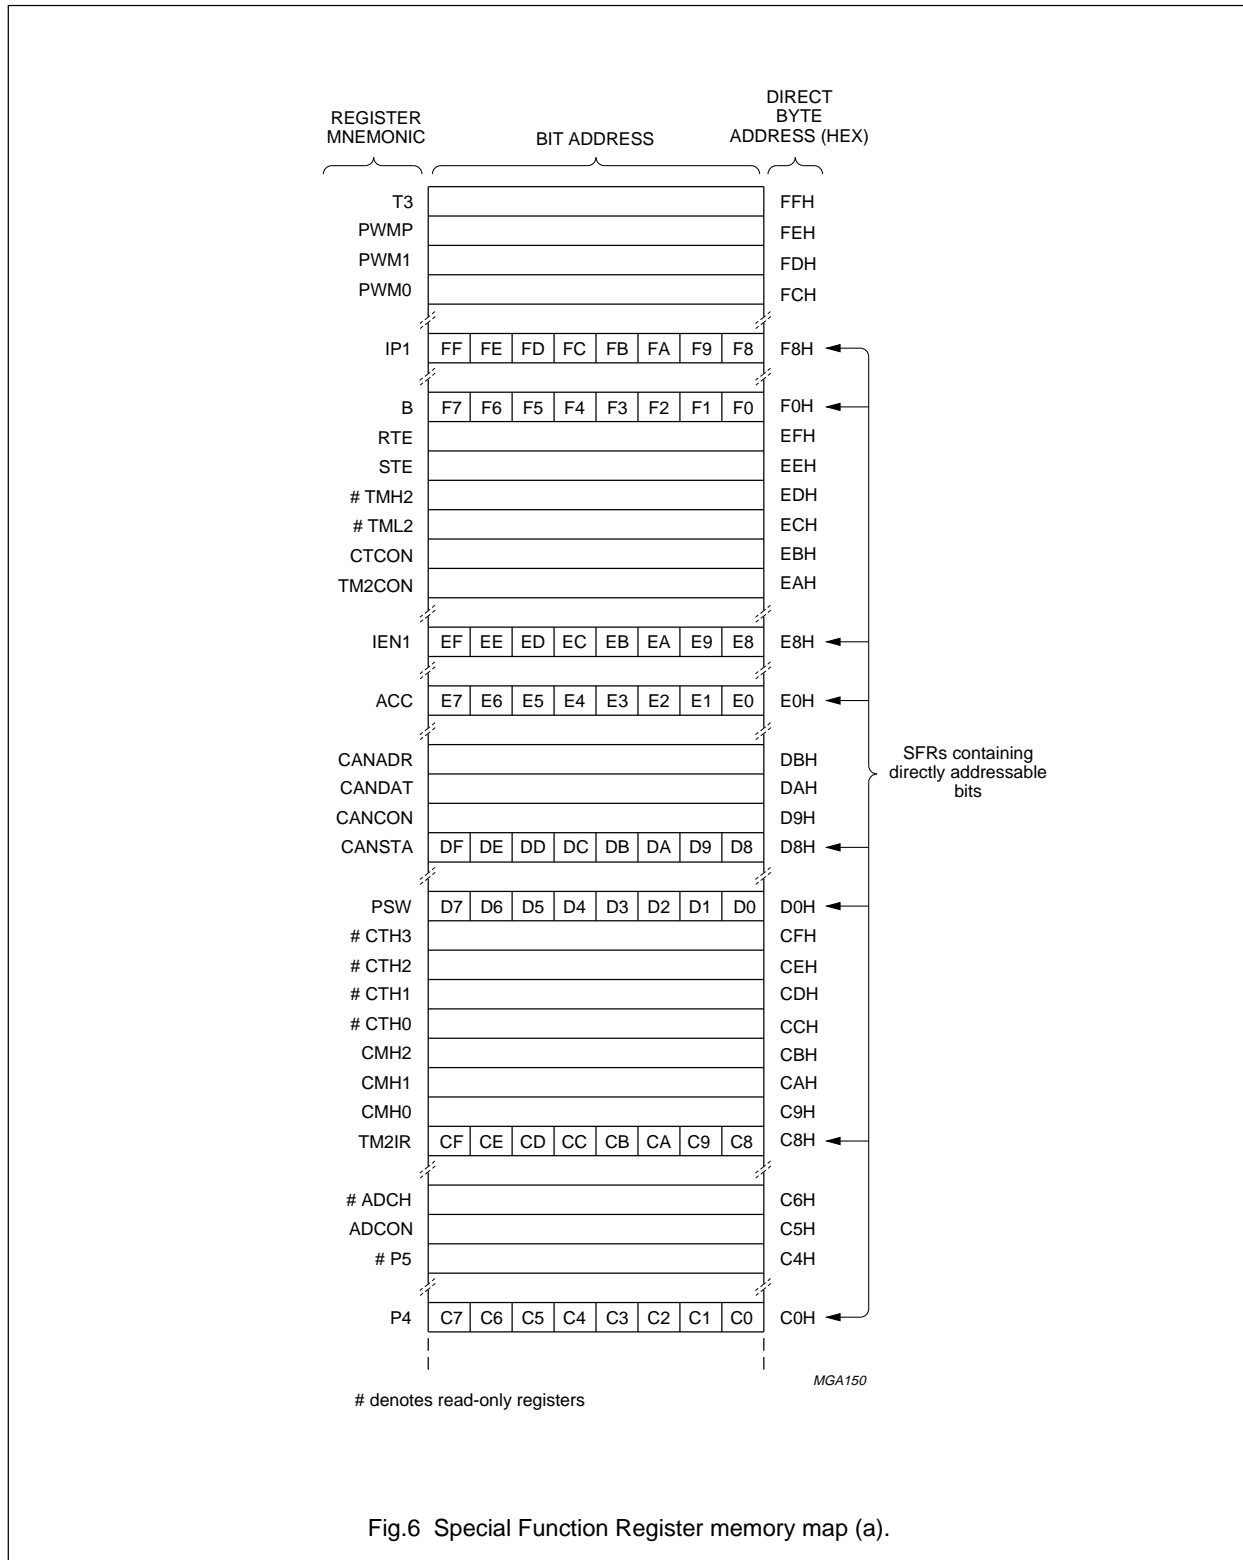 REGISTER
MNEMONIC
BIT ADDRESS
DIRECT
BYTE
ADDRESS (HEX)
T3 FFH
PWMP FEH
PWM1 FDH
PWM0 FCH
IP1 FF FE FD FC FB FA F9 F8 F8H
B F7 F6 F5 F4 F3 F2 F1 F0 F0H
RTE EFH
STE EEH
# TMH2 EDH
# TML2 ECH
CTCON EBH
TM2CON EAH
IEN1 EF EE ED EC EB EA E9 E8 E8H
ACC E7 E6 E5 E4 E3 E2 E1 E0 E0H
CANADR DBH
CANDAT DAH
CANCON D9H
CANSTA DF DE DD DC DB DA D9 D8 D8H
SFRs containing
directly addressable
bits
PSW D7 D6 D5 D4 D3 D2 D1 D0 D0H
# CTH3 CFH
# CTH2 CEH
# CTH1 CDH
# CTH0 CCH
CMH2 CBH
CMH1 CAH
CMH0 C9H
TM2IR CF CE CD CC CB CA C9 C8 C8H
# ADCH C6H
ADCON C5H
# P5 C4H
P4 C7 C6 C5 C4 C3 C2 C1 C0 C0H
MGA150
# denotes read-only registers
Fig.6 Special Function Register memory map (a).